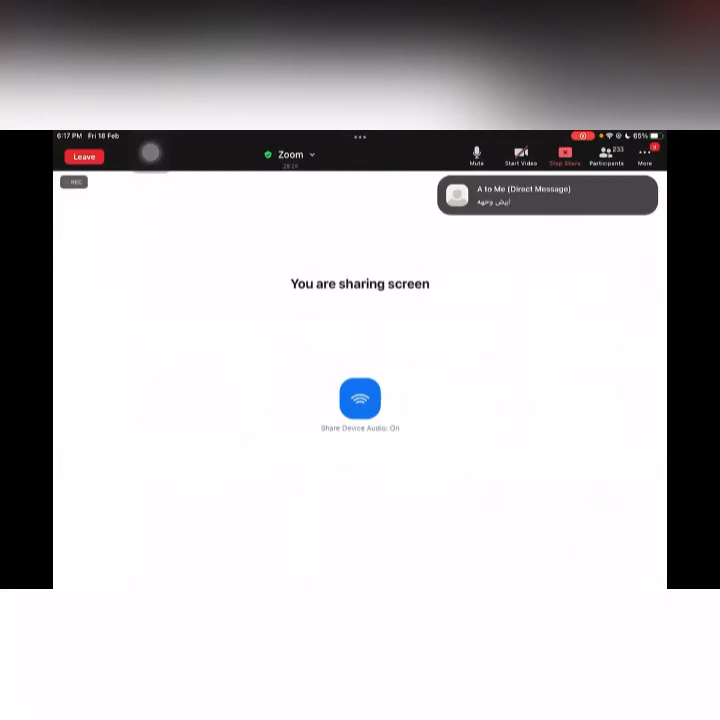 6:17 PM Fri 18 Feb
65%
Leave
Zoom
Mute
Start Video
Stop Share
233
Participants
More
REC
A to Me (Direct Message)
ابيض وجهه
You are sharing screen
Share Device Audio: On